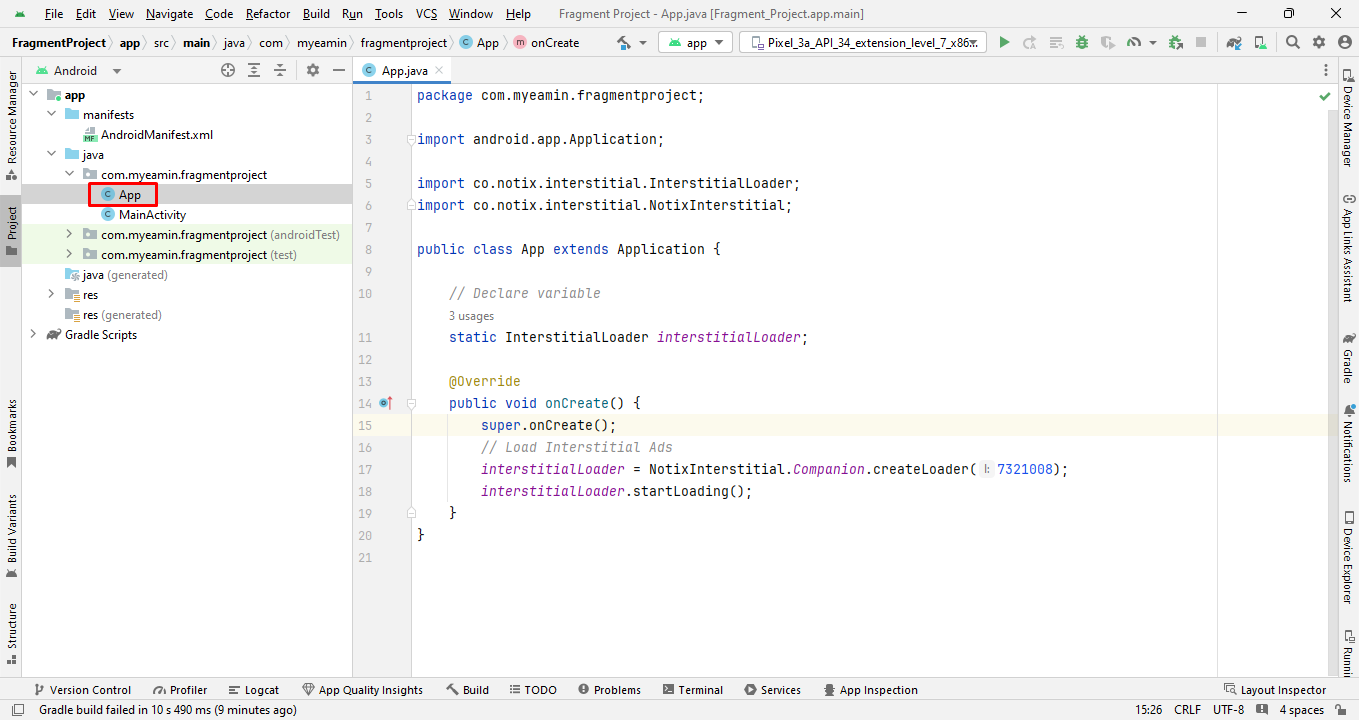 File Edit View Navigate Code Refactor Build Run Tools VCS Window Help Fragment Project - App.java [Fragment_Project.app.main]
FragmentProject app src main java com myeamin fragmentproject C App m onCreate app Pixel_3a_API_34_extension_level_7_x86
Android
App.java
Resource Manager
Project
Bookmarks
Build Variants
Structure
app
manifests
MF AndroidManifest.xml
java
com.myeamin.fragmentproject
C App
C MainActivity
com.myeamin.fragmentproject (androidTest)
com.myeamin.fragmentproject (test)
java (generated)
res
res (generated)
Gradle Scripts
1 package com.myeamin.fragmentproject;
2
3 import android.app.Application;
4
5 import co.notix.interstitial.InterstitialLoader;
6 import co.notix.interstitial.NotixInterstitial;
7
8 public class App extends Application {
9
10 // Declare variable
3 usages
11 static InterstitialLoader interstitialLoader;
12
13 @Override
14 public void onCreate() {
15 super.onCreate();
16 // Load Interstitial Ads
17 interstitialLoader = NotixInterstitial.Companion.createLoader( l: 7321008);
18 interstitialLoader.startLoading();
19 }
20 }
21
Device Manager
App Links Assistant
Gradle
Notifications
Device Explorer
Runni
Version Control Profiler Logcat App Quality Insights Build TODO Problems Terminal Services App Inspection Layout Inspector
Gradle build failed in 10 s 490 ms (9 minutes ago) 15:26 CRLF UTF-8 4 spaces